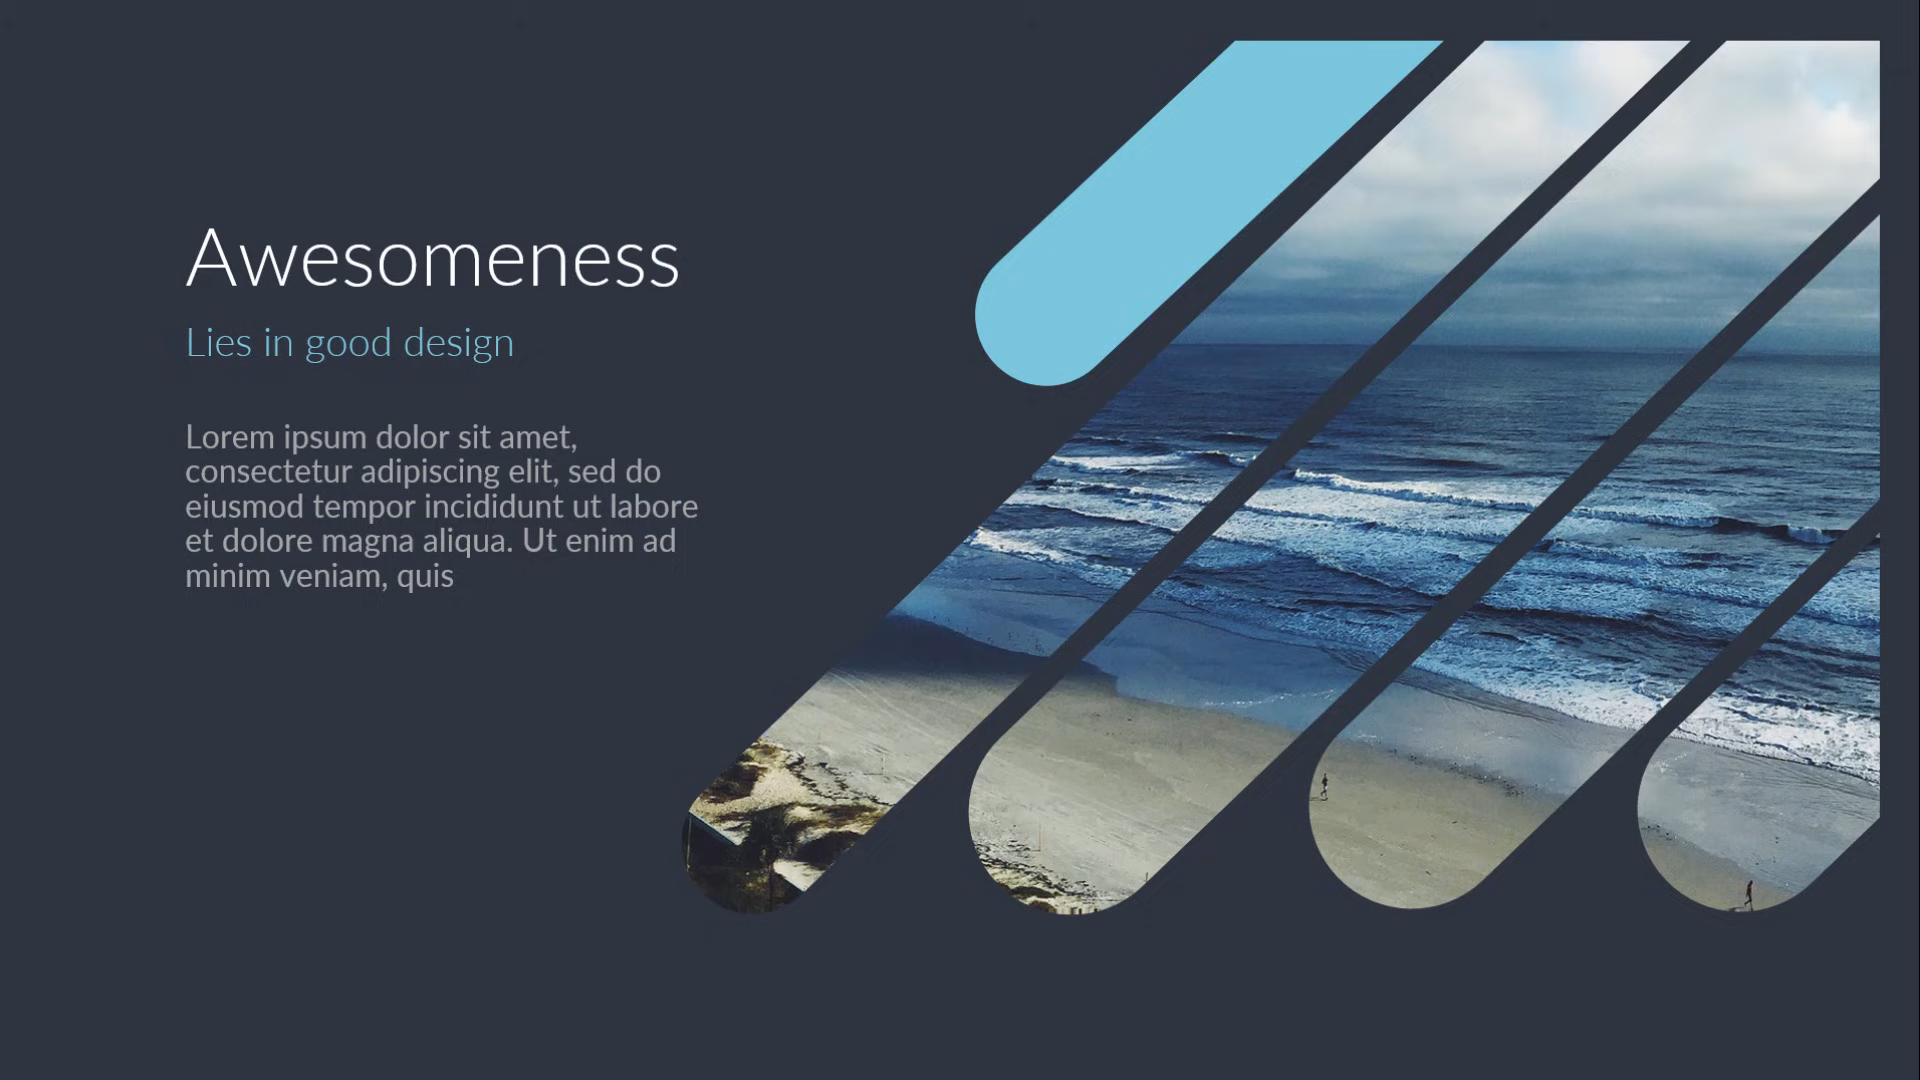 Awesomeness
Lies in good design
Lorem ipsum dolor sit amet,
consectetur adipiscing elit, sed do
eiusmod tempor incididunt ut labore
et dolore magna aliqua. Ut enim ad
minim veniam, quis